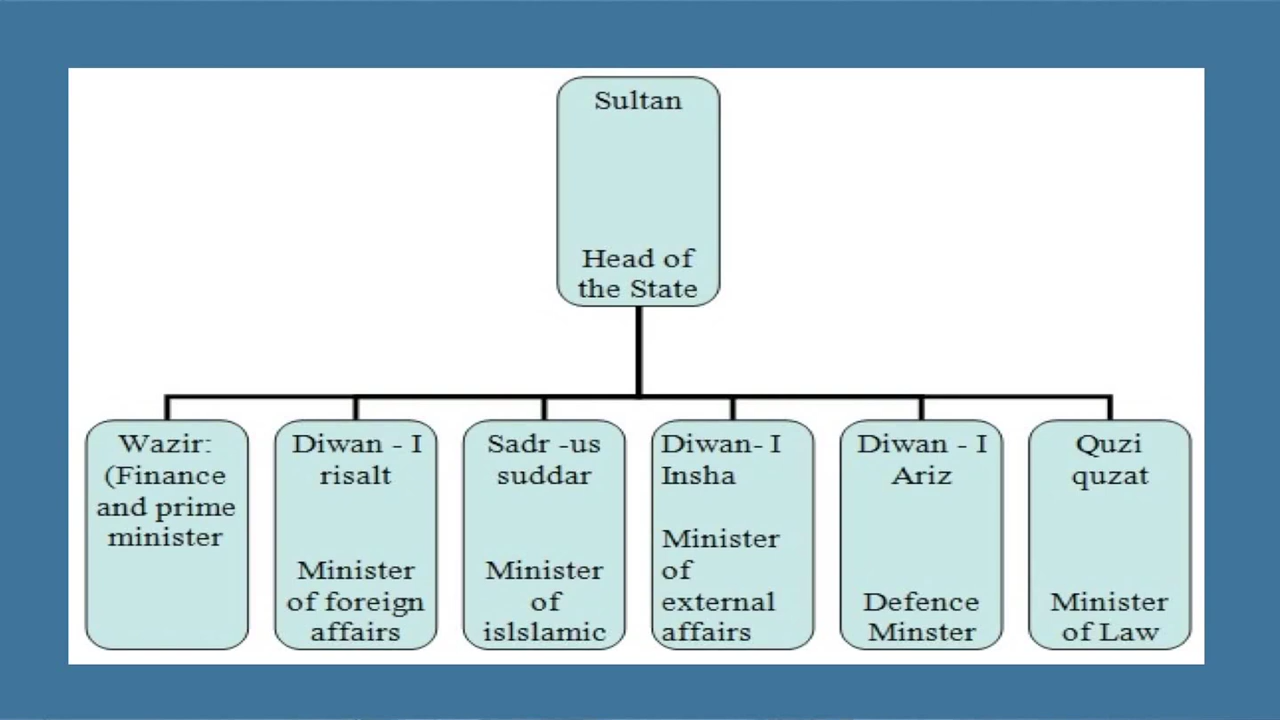 Sultan
Head of
the State
Wazir:
(Finance
and prime
minister
Diwan - I
risalt
Minister
of foreign
affairs
Sadr -us
suddar
Minister
of
islslamic
Diwan- I
Insha
Minister
of
external
affairs
Diwan - I
Ariz
Defence
Minster
Quzi
quzat
Minister
of Law